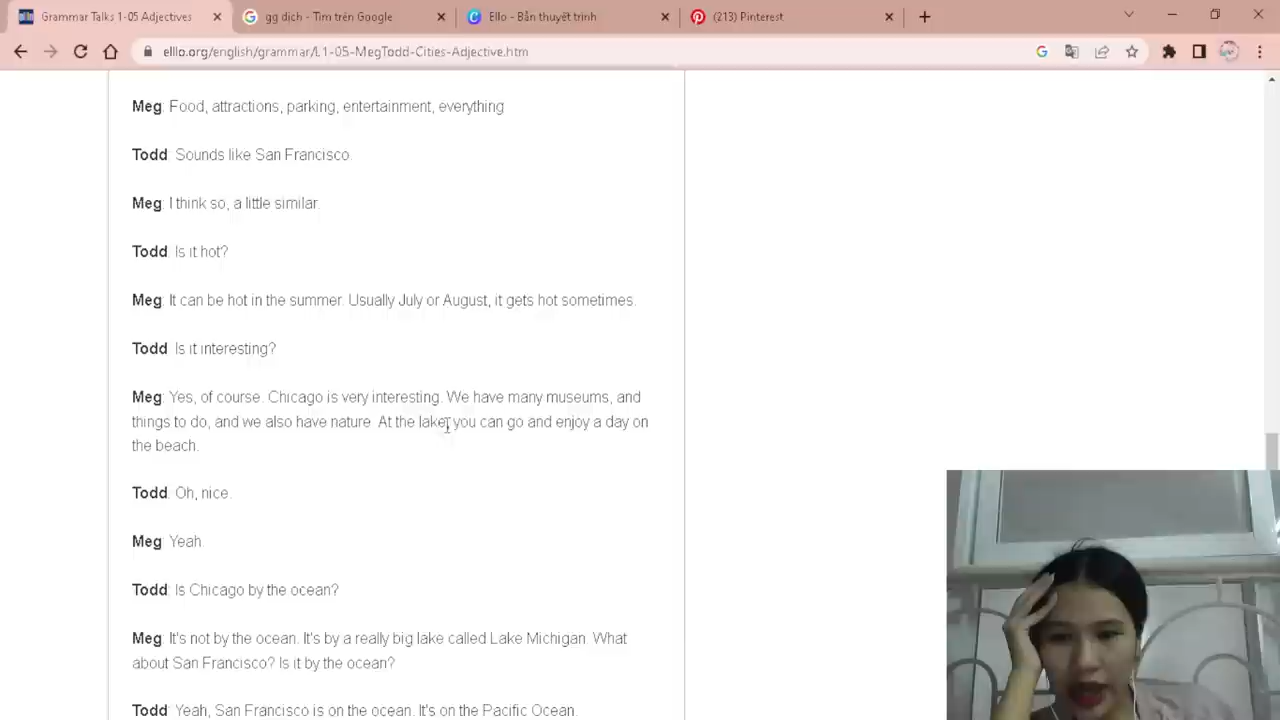 Grammar Talks 1-05 Adjectives
gg dịch - Tìm trên Google
Ello - Bản thuyết trình
(213) Pinterest
elllo.org/english/grammar/L1-05-MegTodd-Cities-Adjective.htm
Meg: Food, attractions, parking, entertainment, everything
Todd: Sounds like San Francisco.
Meg: I think so, a little similar.
Todd: Is it hot?
Meg: It can be hot in the summer. Usually July or August, it gets hot sometimes.
Todd: Is it interesting?
Meg: Yes, of course. Chicago is very interesting. We have many museums, and
things to do, and we also have nature. At the lake, you can go and enjoy a day on
the beach.
Todd: Oh, nice.
Meg: Yeah.
Todd: Is Chicago by the ocean?
Meg: It's not by the ocean. It's by a really big lake called Lake Michigan. What
about San Francisco? Is it by the ocean?
Todd: Yeah, San Francisco is on the ocean. It's on the Pacific Ocean.